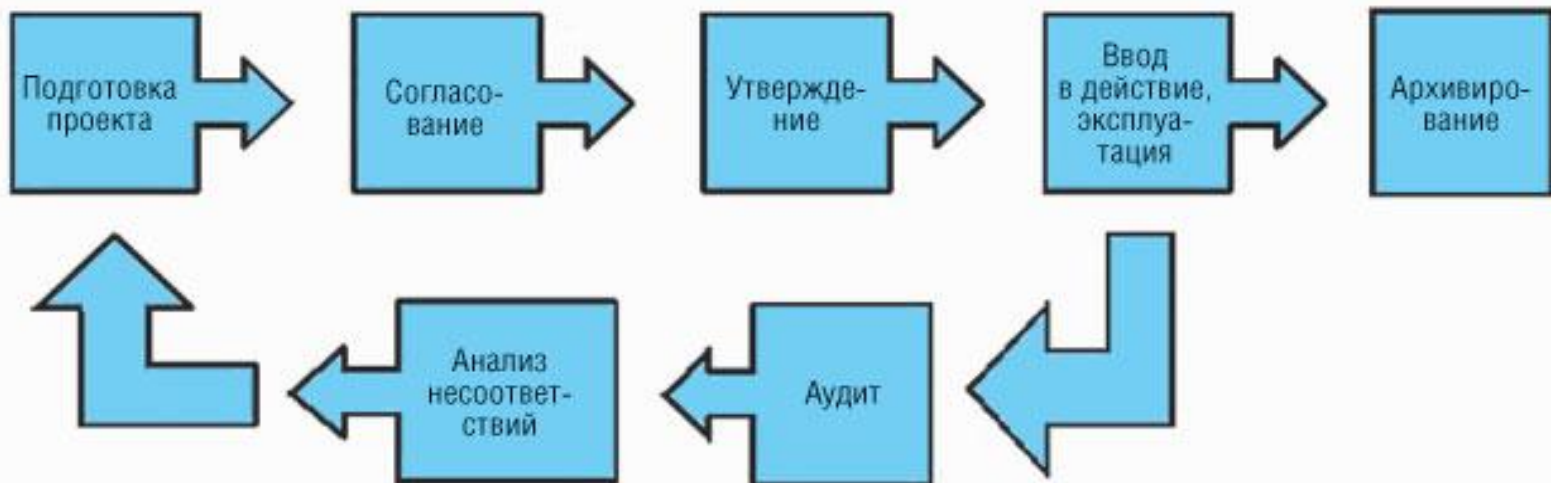 Подготовка
проекта
Согласо-
вание
Утвержде-
ние
Ввод
в действие,
эксплуа-
тация
Архивиро-
вание
Анализ
несоответ-
ствий
Аудит